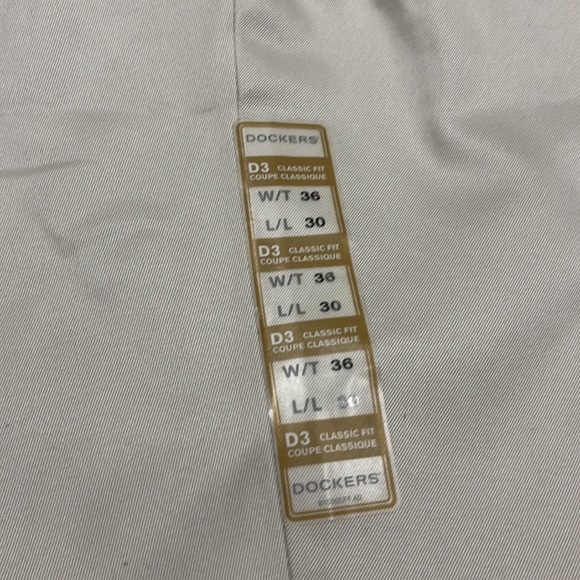 DOCKERS
D3 CLASSIC FIT
COUPE CLASSIQUE
W/T 36
L/L 30
D3 CLASSIC FIT
COUPE CLASSIQUE
W/T 36
L/L 30
D3 CLASSIC FIT
COUPE CLASSIQUE
W/T 36
L/L 30
D3 CLASSIC FIT
COUPE CLASSIQUE
DOCKERS